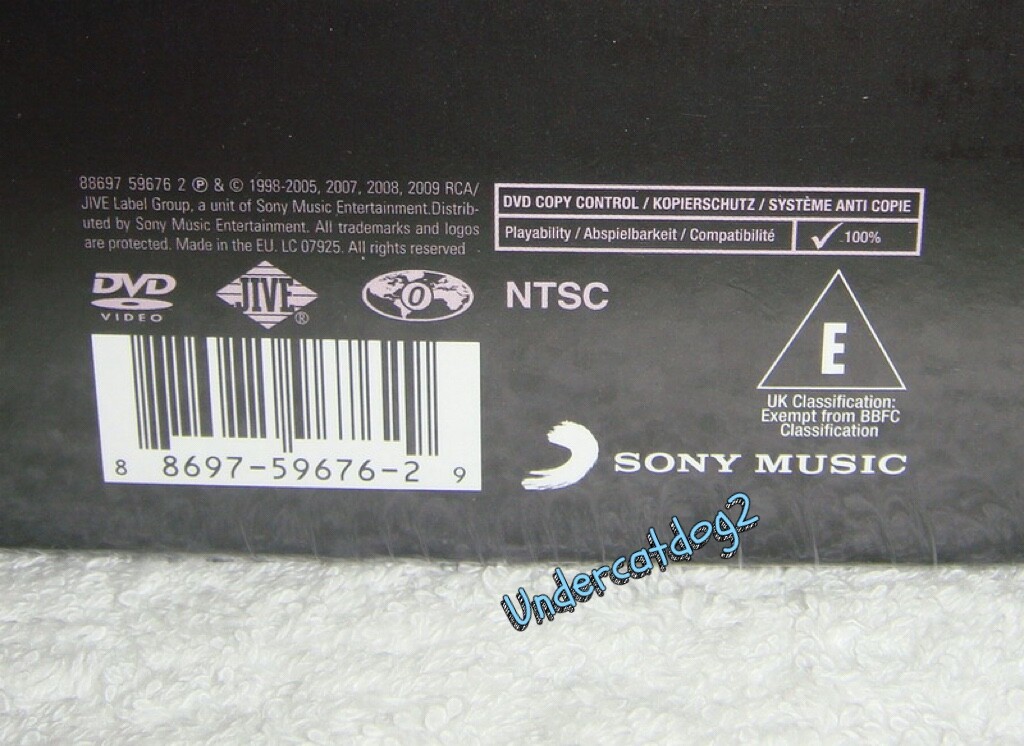 88697 59676 2 ℗ & © 1998-2005, 2007, 2008, 2009 RCA/
JIVE Label Group, a unit of Sony Music Entertainment.Distrib-
uted by Sony Music Entertainment. All trademarks and logos
are protected. Made in the EU. LC 07925. All rights reserved
DVD COPY CONTROL / KOPIERSCHUTZ / SYSTÈME ANTI COPIE
Playability / Abspielbarkeit / Compatibilité ✓ 100%
DVD
VIDEO
JIVE®
0
NTSC
E
UK Classification:
Exempt from BBFC
Classification
8 8697-59676-2 9
SONY MUSIC
Undercatdog2